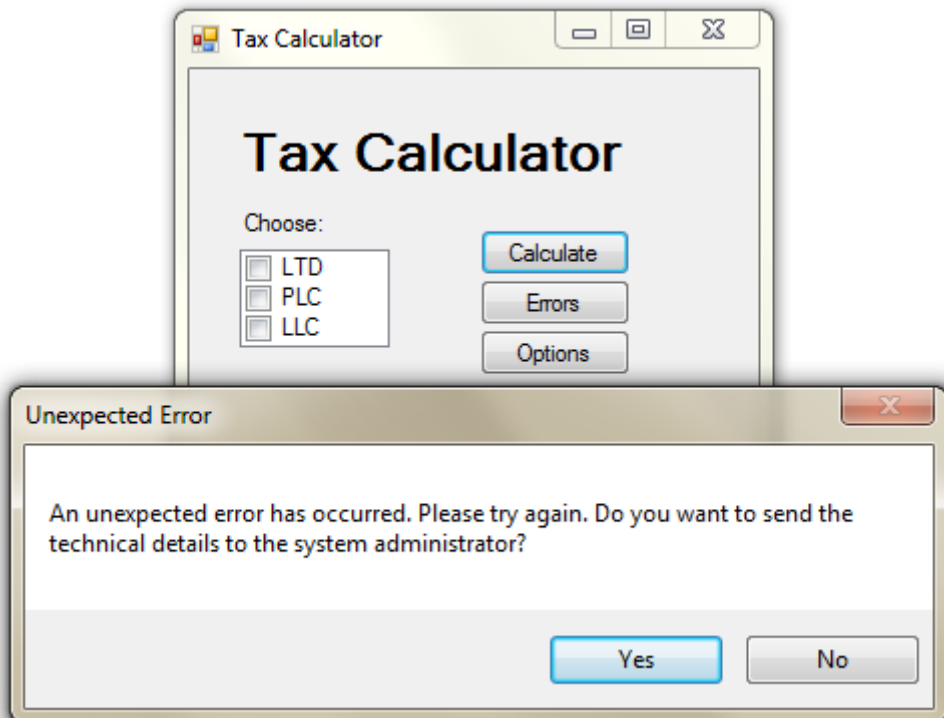 Tax Calculator
Tax Calculator
Choose:
LTD
PLC
LLC
Calculate
Errors
Options
Unexpected Error
An unexpected error has occurred. Please try again. Do you want to send the
technical details to the system administrator?
Yes
No